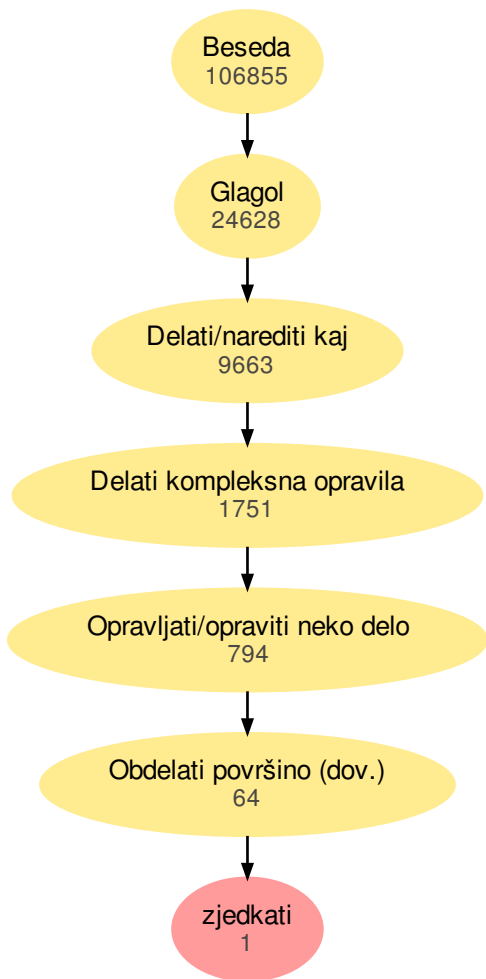 Beseda
106855
Glagol
24628
Delati/narediti kaj
9663
Delati kompleksna opravila
1751
Opravljati/opraviti neko delo
794
Obdelati površino (dov.)
64
zjedkati
1